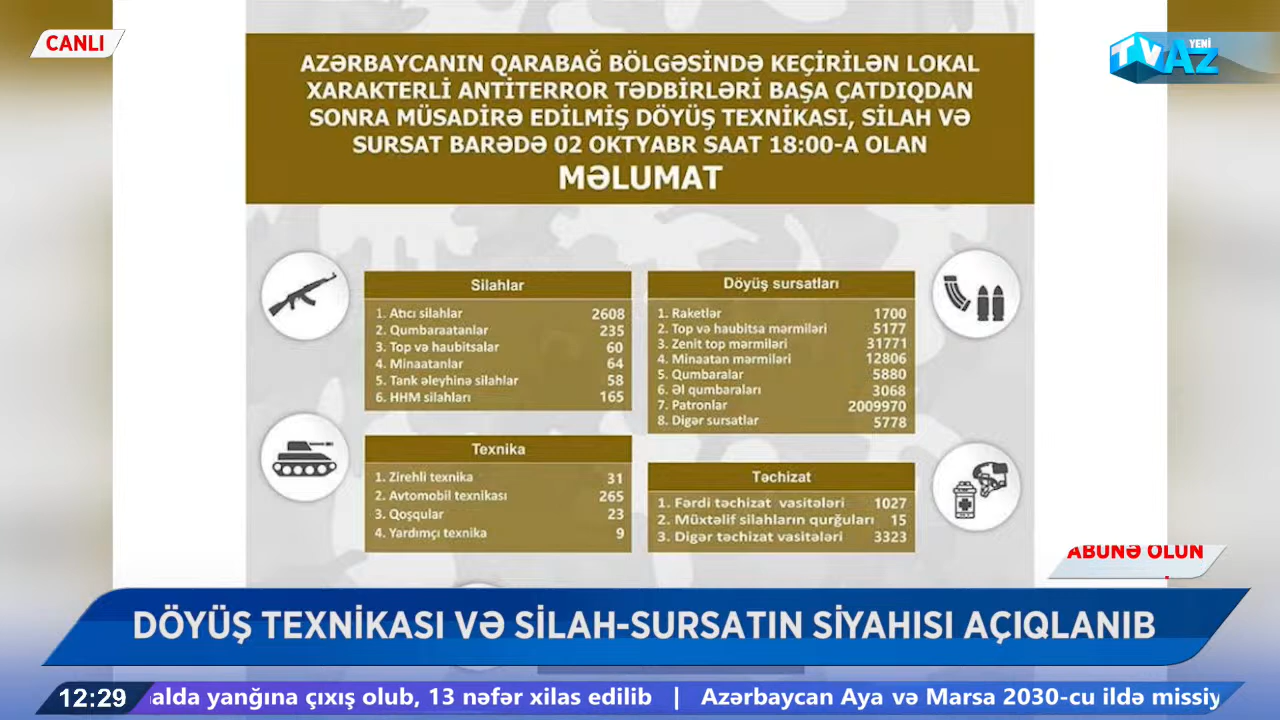 CANLI
YENİ
TVAZ
AZƏRBAYCANIN QARABAĞ BÖLGƏSİNDƏ KEÇİRİLƏN LOKAL
XARAKTERLİ ANTİTERROR TƏDBİRLƏRİ BAŞA ÇATDIQDAN
SONRA MÜSADİRƏ EDİLMİŞ DÖYÜŞ TEXNİKASI, SİLAH VƏ
SURSAT BARƏDƏ 02 OKTYABR SAAT 18:00-A OLAN
MƏLUMAT
Silahlar
1. Atıcı silahlar 2608
2. Qumbaraatanlar 235
3. Top və haubitsalar 60
4. Minaatanlar 64
5. Tank əleyhinə silahlar 58
6. HHM silahları 165
Döyüş sursatları
1. Raketlər 1700
2. Top və haubitsa mərmiləri 5177
3. Zenit top mərmiləri 31771
4. Minaatan mərmiləri 12806
5. Qumbaralar 5880
6. Əl qumbaraları 3068
7. Patronlar 2009970
8. Digər sursatlar 5778
Texnika
1. Zirehli texnika 31
2. Avtomobil texnikası 265
3. Qoşqular 23
4. Yardımçı texnika 9
Təchizat
1. Fərdi təchizat vasitələri 1027
2. Müxtəlif silahların qurğuları 15
3. Digər təchizat vasitələri 3323
ABUNƏ OLUN
DÖYÜŞ TEXNİKASI VƏ SİLAH-SURSATIN SİYAHISI AÇIQLANIB
12:29 alda yanğına çıxış olub, 13 nəfər xilas edilib | Azərbaycan Aya və Marsa 2030-cu ildə missiy